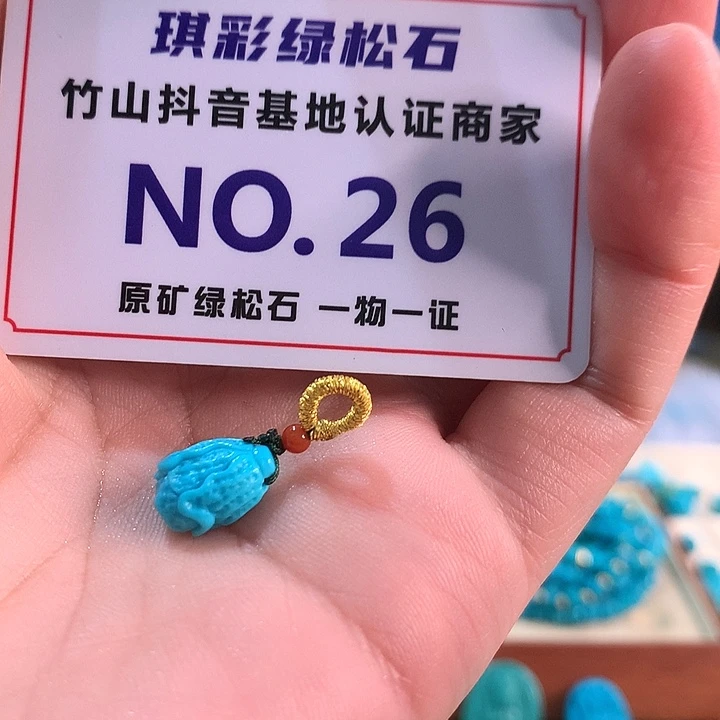 琪彩绿松石
竹山抖音基地认证商家
NO.26
原矿绿松石 一物一证